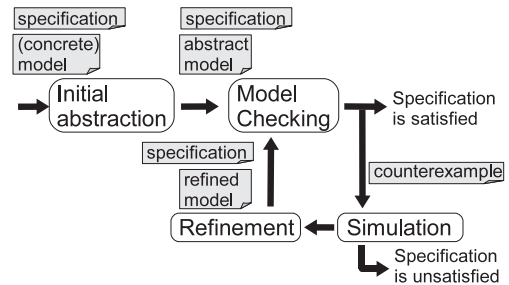 specification
specification
(concrete)
model
abstract
model
Initial
abstraction
Model
Checking
Specification
is satisfied
specification
counterexample
refined
model
Refinement
Simulation
Specification
is unsatisfied